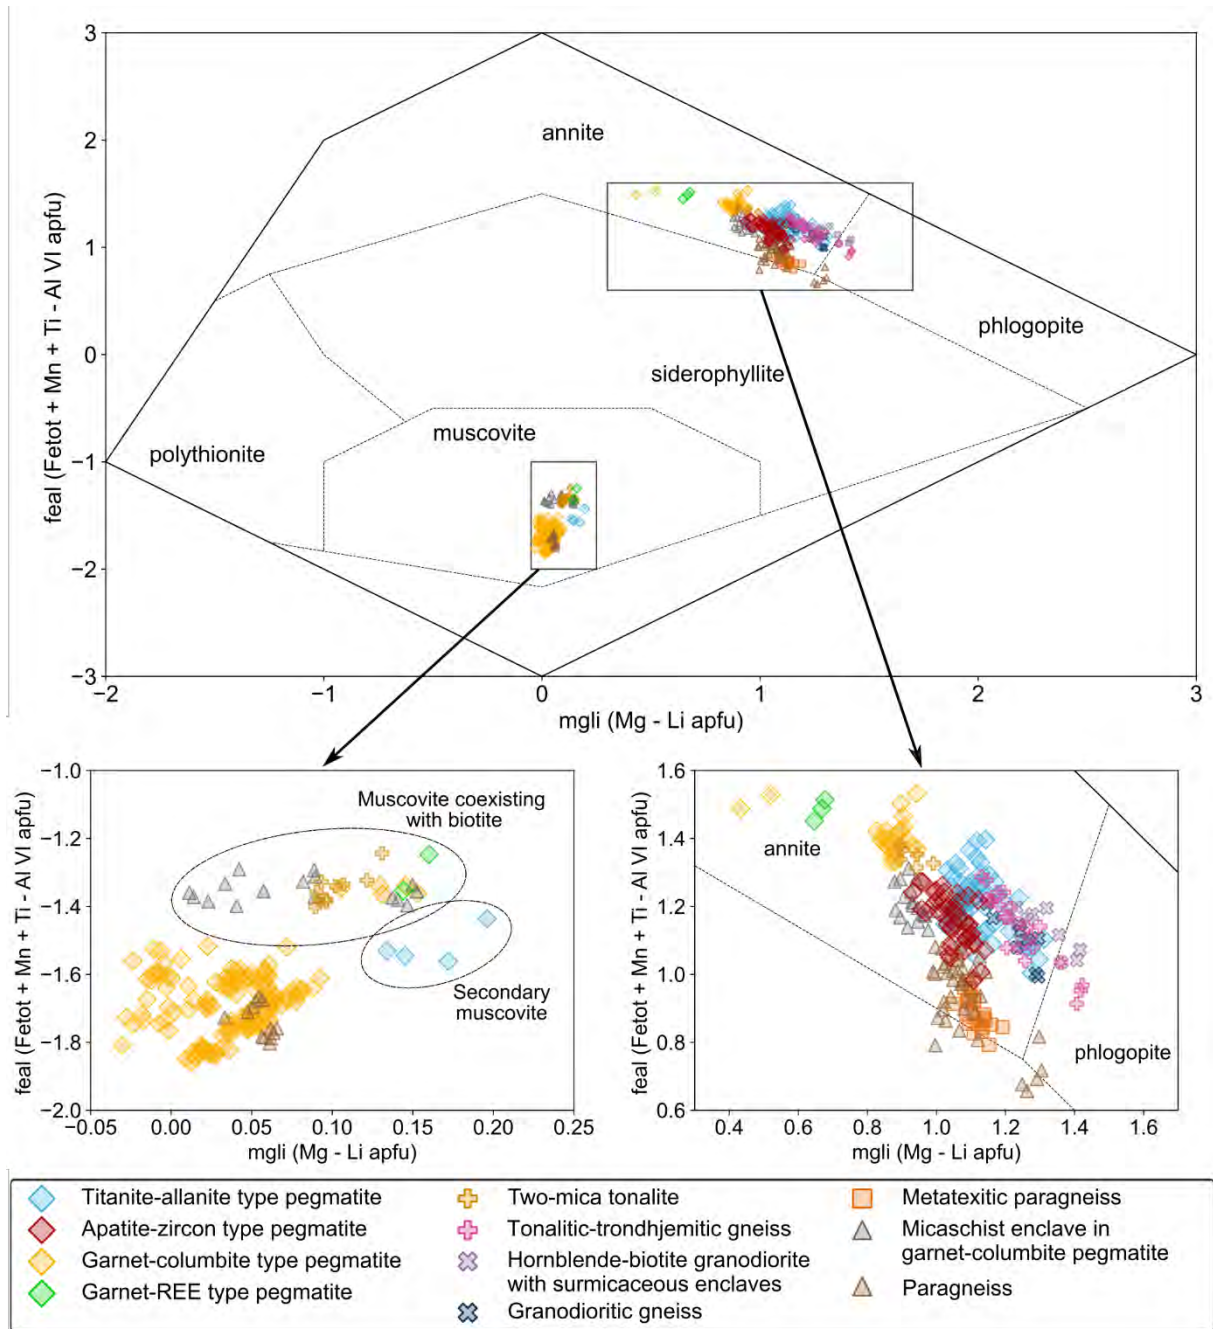 3
2
1
0
−1
−2
−3
−2
−1
0
1
2
3
feal (Fetot + Mn + Ti - Al VI apfu)
mgli (Mg - Li apfu)
annite
phlogopite
siderophyllite
muscovite
polythionite
−1.0
−1.2
−1.4
−1.6
−1.8
−2.0
−0.05
0.00
0.05
0.10
0.15
0.20
0.25
feal (Fetot + Mn + Ti - Al VI apfu)
mgli (Mg - Li apfu)
Muscovite coexisting
with biotite
Secondary
muscovite
1.6
1.4
1.2
1.0
0.8
0.6
0.4
0.6
0.8
1.0
1.2
1.4
1.6
feal (Fetot + Mn + Ti - Al VI apfu)
mgli (Mg - Li apfu)
annite
phlogopite
Titanite-allanite type pegmatite
Apatite-zircon type pegmatite
Garnet-columbite type pegmatite
Garnet-REE type pegmatite
Two-mica tonalite
Tonalitic-trondhjemitic gneiss
Hornblende-biotite granodiorite
with surmicaceous enclaves
Granodioritic gneiss
Metatexitic paragneiss
Micaschist enclave in
garnet-columbite pegmatite
Paragneiss